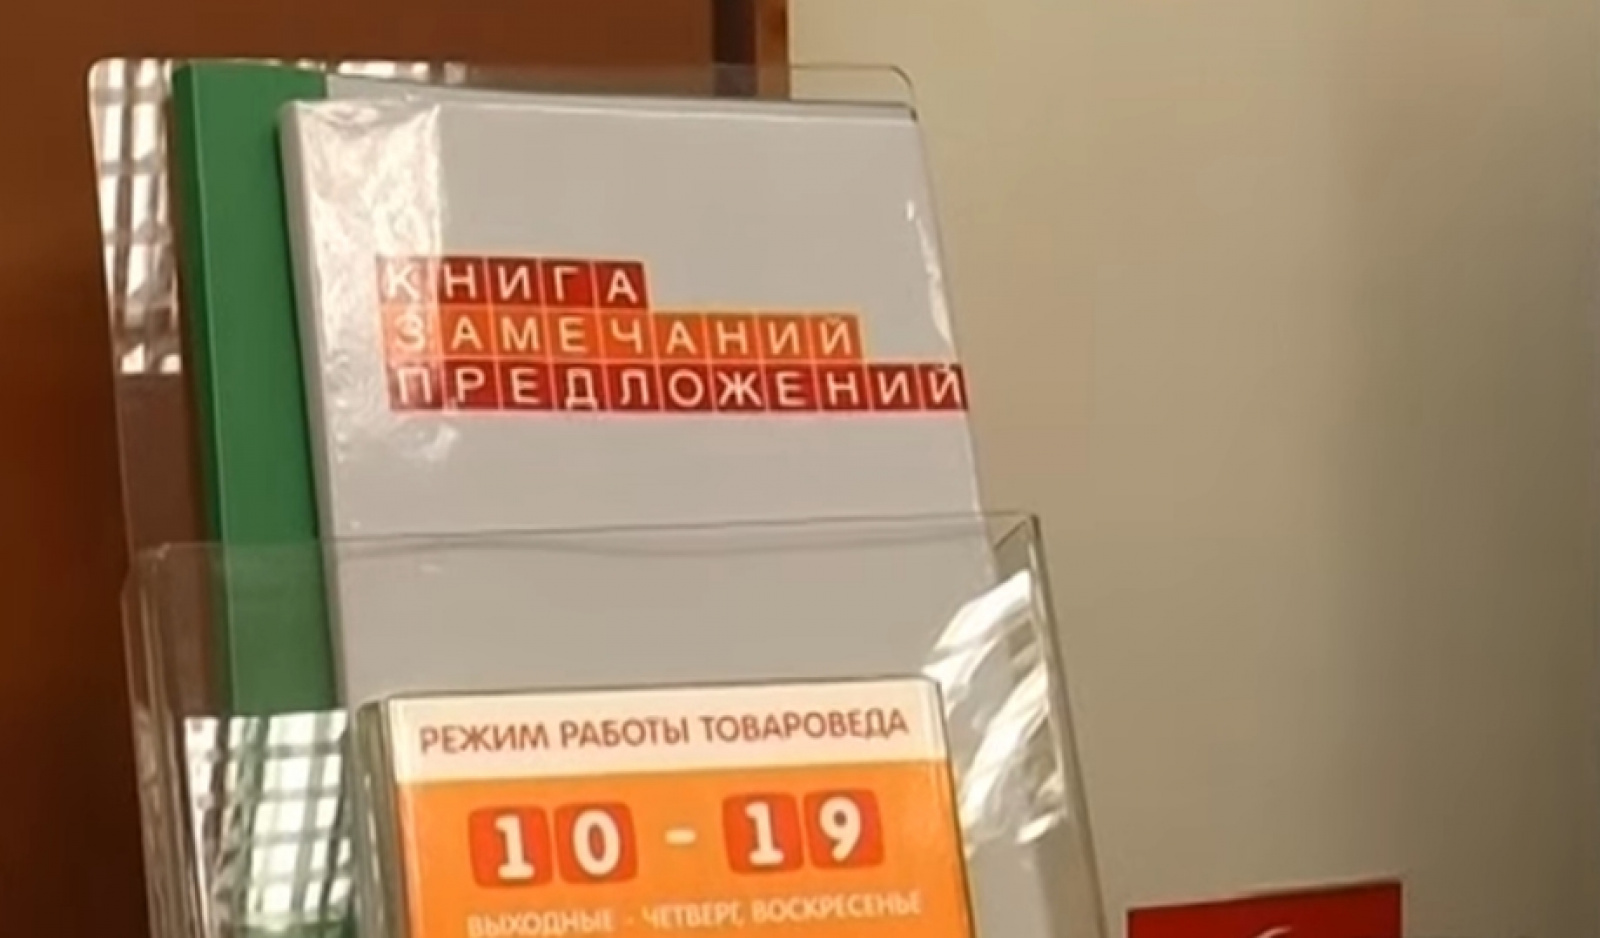 КНИГА
ЗАМЕЧАНИЙ
ПРЕДЛОЖЕНИЙ
РЕЖИМ РАБОТЫ ТОВАРОВЕДА
10 - 19
ВЫХОДНЫЕ - ЧЕТВЕРГ, ВОСКРЕСЕНЬЕ